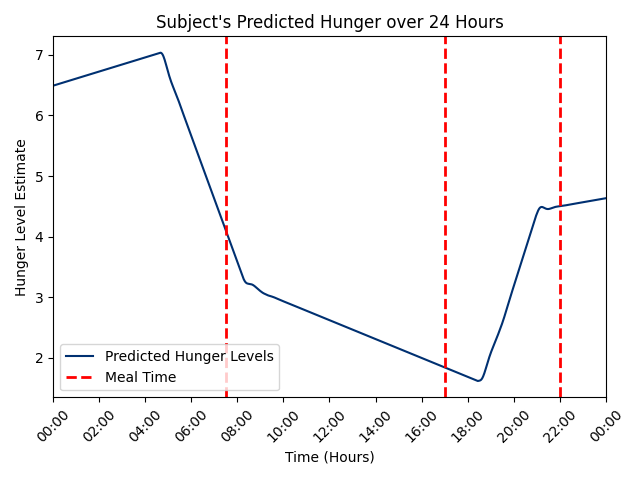 Subject's Predicted Hunger over 24 Hours
Hunger Level Estimate
7
6
5
4
3
2
Predicted Hunger Levels
Meal Time
00:00 02:00 04:00 06:00 08:00 10:00 12:00 14:00 16:00 18:00 20:00 22:00 00:00
Time (Hours)